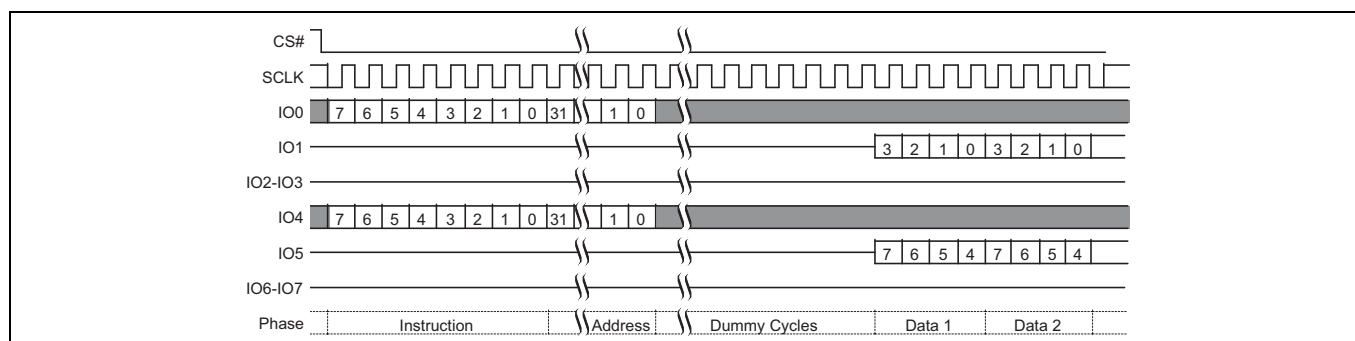 CS#
SCLK
IO0 7 6 5 4 3 2 1 0 31 1 0
IO1 3 2 1 0 3 2 1 0
IO2-IO3
IO4 7 6 5 4 3 2 1 0 31 1 0
IO5 7 6 5 4 7 6 5 4
IO6-IO7
Phase Instruction Address Dummy Cycles Data 1 Data 2